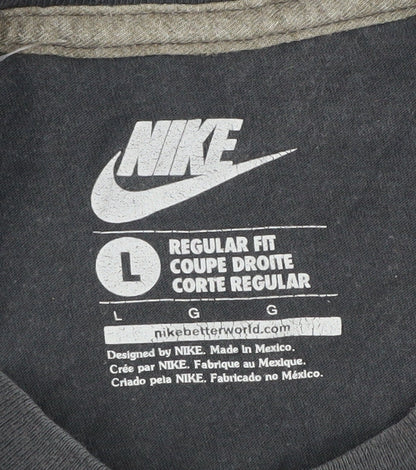 NIKE
L
REGULAR FIT
COUPE DROITE
CORTE REGULAR
L G G
nikebetterworld.com
Designed by NIKE. Made in Mexico.
Crée par NIKE. Fabrique au Mexique.
Criado pela NIKE. Fabricado no México.